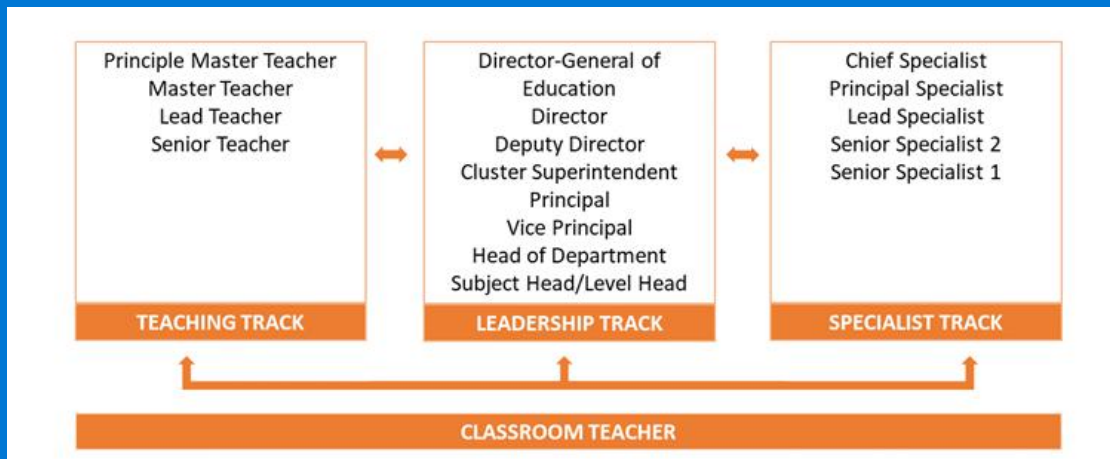 Principle Master Teacher
Master Teacher
Lead Teacher
Senior Teacher
TEACHING TRACK
Director-General of
Education
Director
Deputy Director
Cluster Superintendent
Principal
Vice Principal
Head of Department
Subject Head/Level Head
LEADERSHIP TRACK
Chief Specialist
Principal Specialist
Lead Specialist
Senior Specialist 2
Senior Specialist 1
SPECIALIST TRACK
CLASSROOM TEACHER